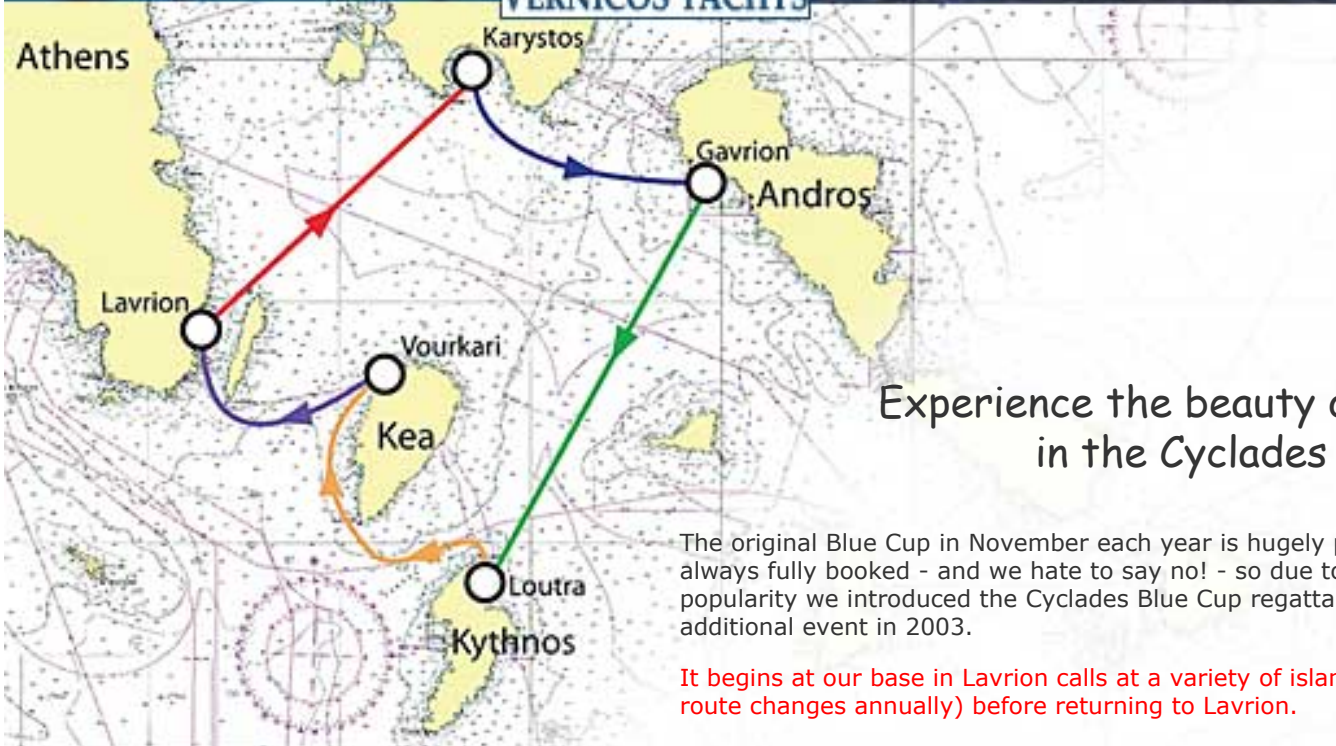 VERNICOS YACHTS
Athens
Karystos
Gavrion
Andros
Lavrion
Vourkari
Kea
Loutra
Kythnos
Experience the beauty
in the Cyclades
The original Blue Cup in November each year is hugely
always fully booked - and we hate to say no! - so due to
popularity we introduced the Cyclades Blue Cup regatta
additional event in 2003.
It begins at our base in Lavrion calls at a variety of
route changes annually) before returning to Lavrion.